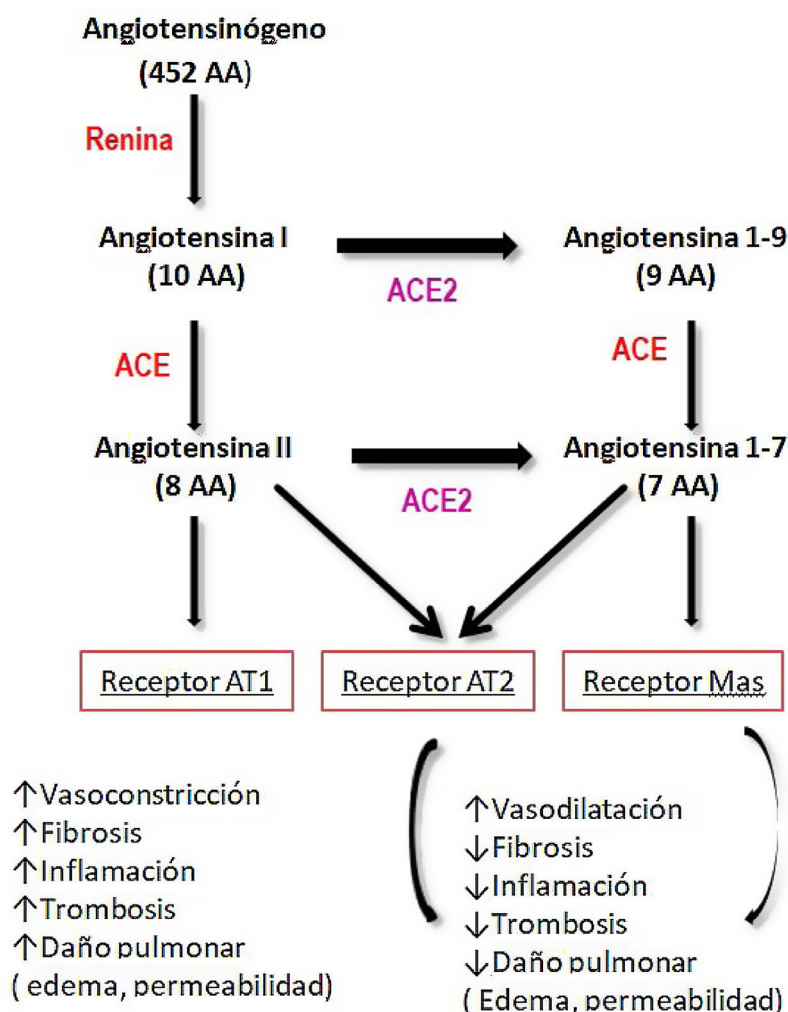 Angiotensinógeno
(452 AA)
Renina
Angiotensina I
(10 AA)
ACE2
Angiotensina 1-9
(9 AA)
ACE
ACE
Angiotensina II
(8 AA)
ACE2
Angiotensina 1-7
(7 AA)
Receptor AT1
Receptor AT2
Receptor Mas
↑Vasoconstricción
↑Fibrosis
↑Inflamación
↑Trombosis
↑Daño pulmonar
( edema, permeabilidad)
↑Vasodilatación
↓Fibrosis
↓Inflamación
↓Trombosis
↓Daño pulmonar
( Edema, permeabilidad)